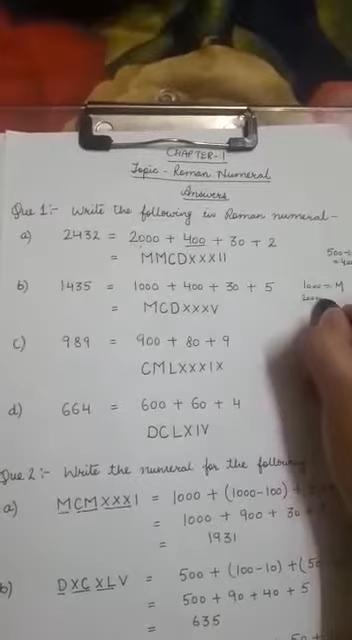 CHAPTER-1
Topic - Roman Numeral
Answers
Que 1:- Write the following in Roman numeral -
a) 2432 = 2000 + 400 + 30 + 2
= MMCDXXXII
500-
b) 1435 = 1000 + 400 + 30 + 5
1000 = M
= MCDXXXV
c) 989 = 900 + 80 + 9
CMLXXXIX
d) 664 = 600 + 60 + 4
DCLXIV
Que 2:- Write the numeral for the following
a) MCMXXXI = 1000 + (1000-100) +
= 1000 + 900 + 30 +
= 1931
b) DXCXLV = 500 + (100-10) + (50
= 500 + 90 + 40 + 5
= 635